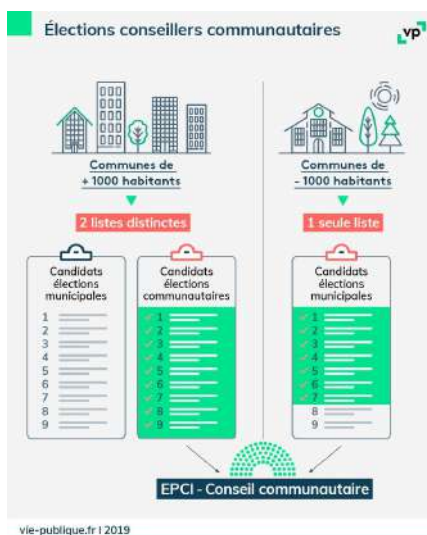 Élections conseillers communautaires
vp
Communes de
+ 1000 habitants
2 listes distinctes
Candidats
élections
municipales
1
2
3
4
5
6
7
8
9
Candidats
élections
communautaires
1
2
3
4
5
6
7
8
9
Communes de
- 1000 habitants
1 seule liste
Candidats
élections
municipales
1
2
3
4
5
6
7
8
9
EPCI - Conseil communautaire
vie-publique.fr I 2019